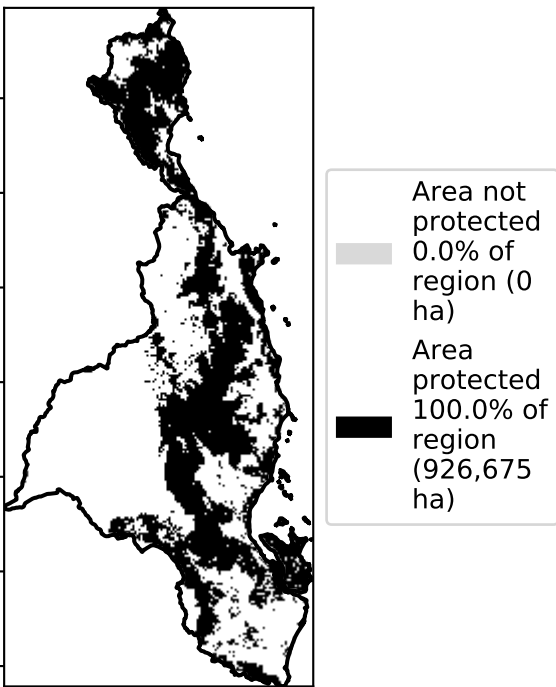 Area not
protected
0.0% of
region (0
ha)
Area
protected
100.0% of
region
(926,675
ha)